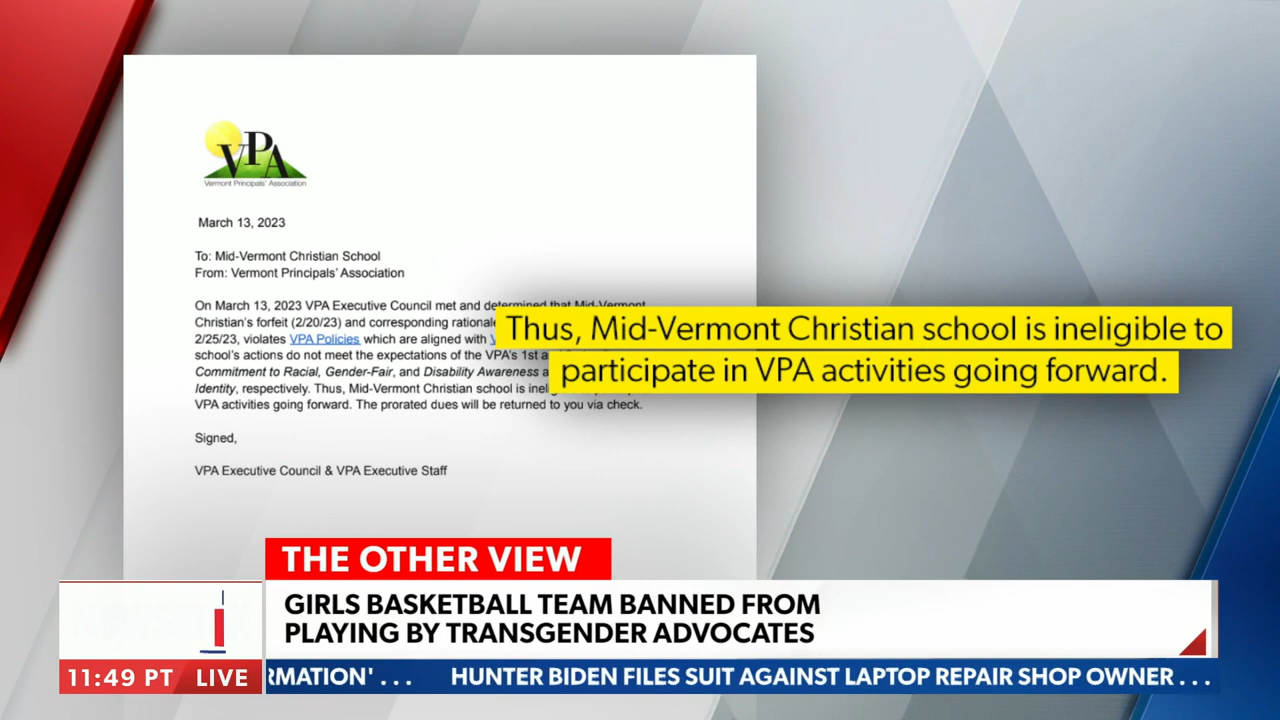 VPA
Vermont Principals' Association
March 13, 2023
To: Mid-Vermont Christian School
From: Vermont Principals' Association
On March 13, 2023 VPA Executive Council met and determined that Mid-Vermont
Christian's forfeit (2/20/23) and corresponding rationale
2/25/23, violates VPA Policies which are aligned with
school's actions do not meet the expectations of the VPA's 1st
Commitment to Racial, Gender-Fair, and Disability Awareness
Identity, respectively. Thus, Mid-Vermont Christian school is
VPA activities going forward. The prorated dues will be returned to you via check.
Signed,
VPA Executive Council & VPA Executive Staff
Thus, Mid-Vermont Christian school is ineligible to
participate in VPA activities going forward.
THE OTHER VIEW
GIRLS BASKETBALL TEAM BANNED FROM
PLAYING BY TRANSGENDER ADVOCATES
11:49 PT LIVE
RMATION' . . . HUNTER BIDEN FILES SUIT AGAINST LAPTOP REPAIR SHOP OWNER . . .